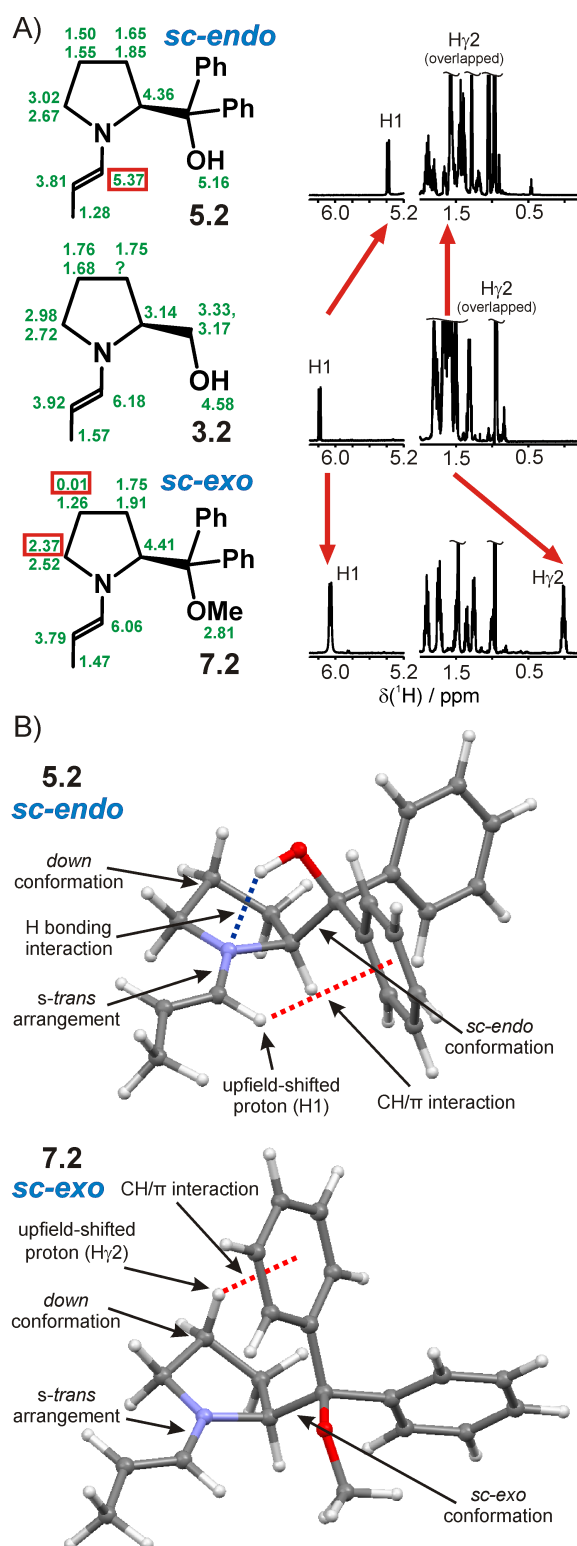 A)
1.50 1.65 sc-endo
1.55 1.85
Ph
Hγ2
(overlapped)
3.02 4.36 Ph
2.67
H1
N
OH
3.81 5.37 5.16
1.28 5.2
6.0 5.2 1.5 0.5
1.76 1.75
1.68 ?
Hγ2
(overlapped)
2.98 3.14 3.33,
2.72 3.17
H1
N
OH
3.92 6.18 4.58
1.57 3.2
6.0 5.2 1.5 0.5
sc-exo
0.01 1.75
1.26 1.91
Ph
2.37 4.41 Ph
2.52
H1 Hγ2
N
OMe
3.79 6.06 2.81
1.47 7.2
6.0 5.2 1.5 0.5
δ(¹H) / ppm
B)
5.2
sc-endo
down
conformation
H bonding
interaction
s-trans
arrangement
sc-endo
conformation
upfield-shifted
proton (H1)
CH/π interaction
7.2
sc-exo
CH/π interaction
upfield-shifted
proton (Hγ2)
down
conformation
s-trans
arrangement
sc-exo
conformation